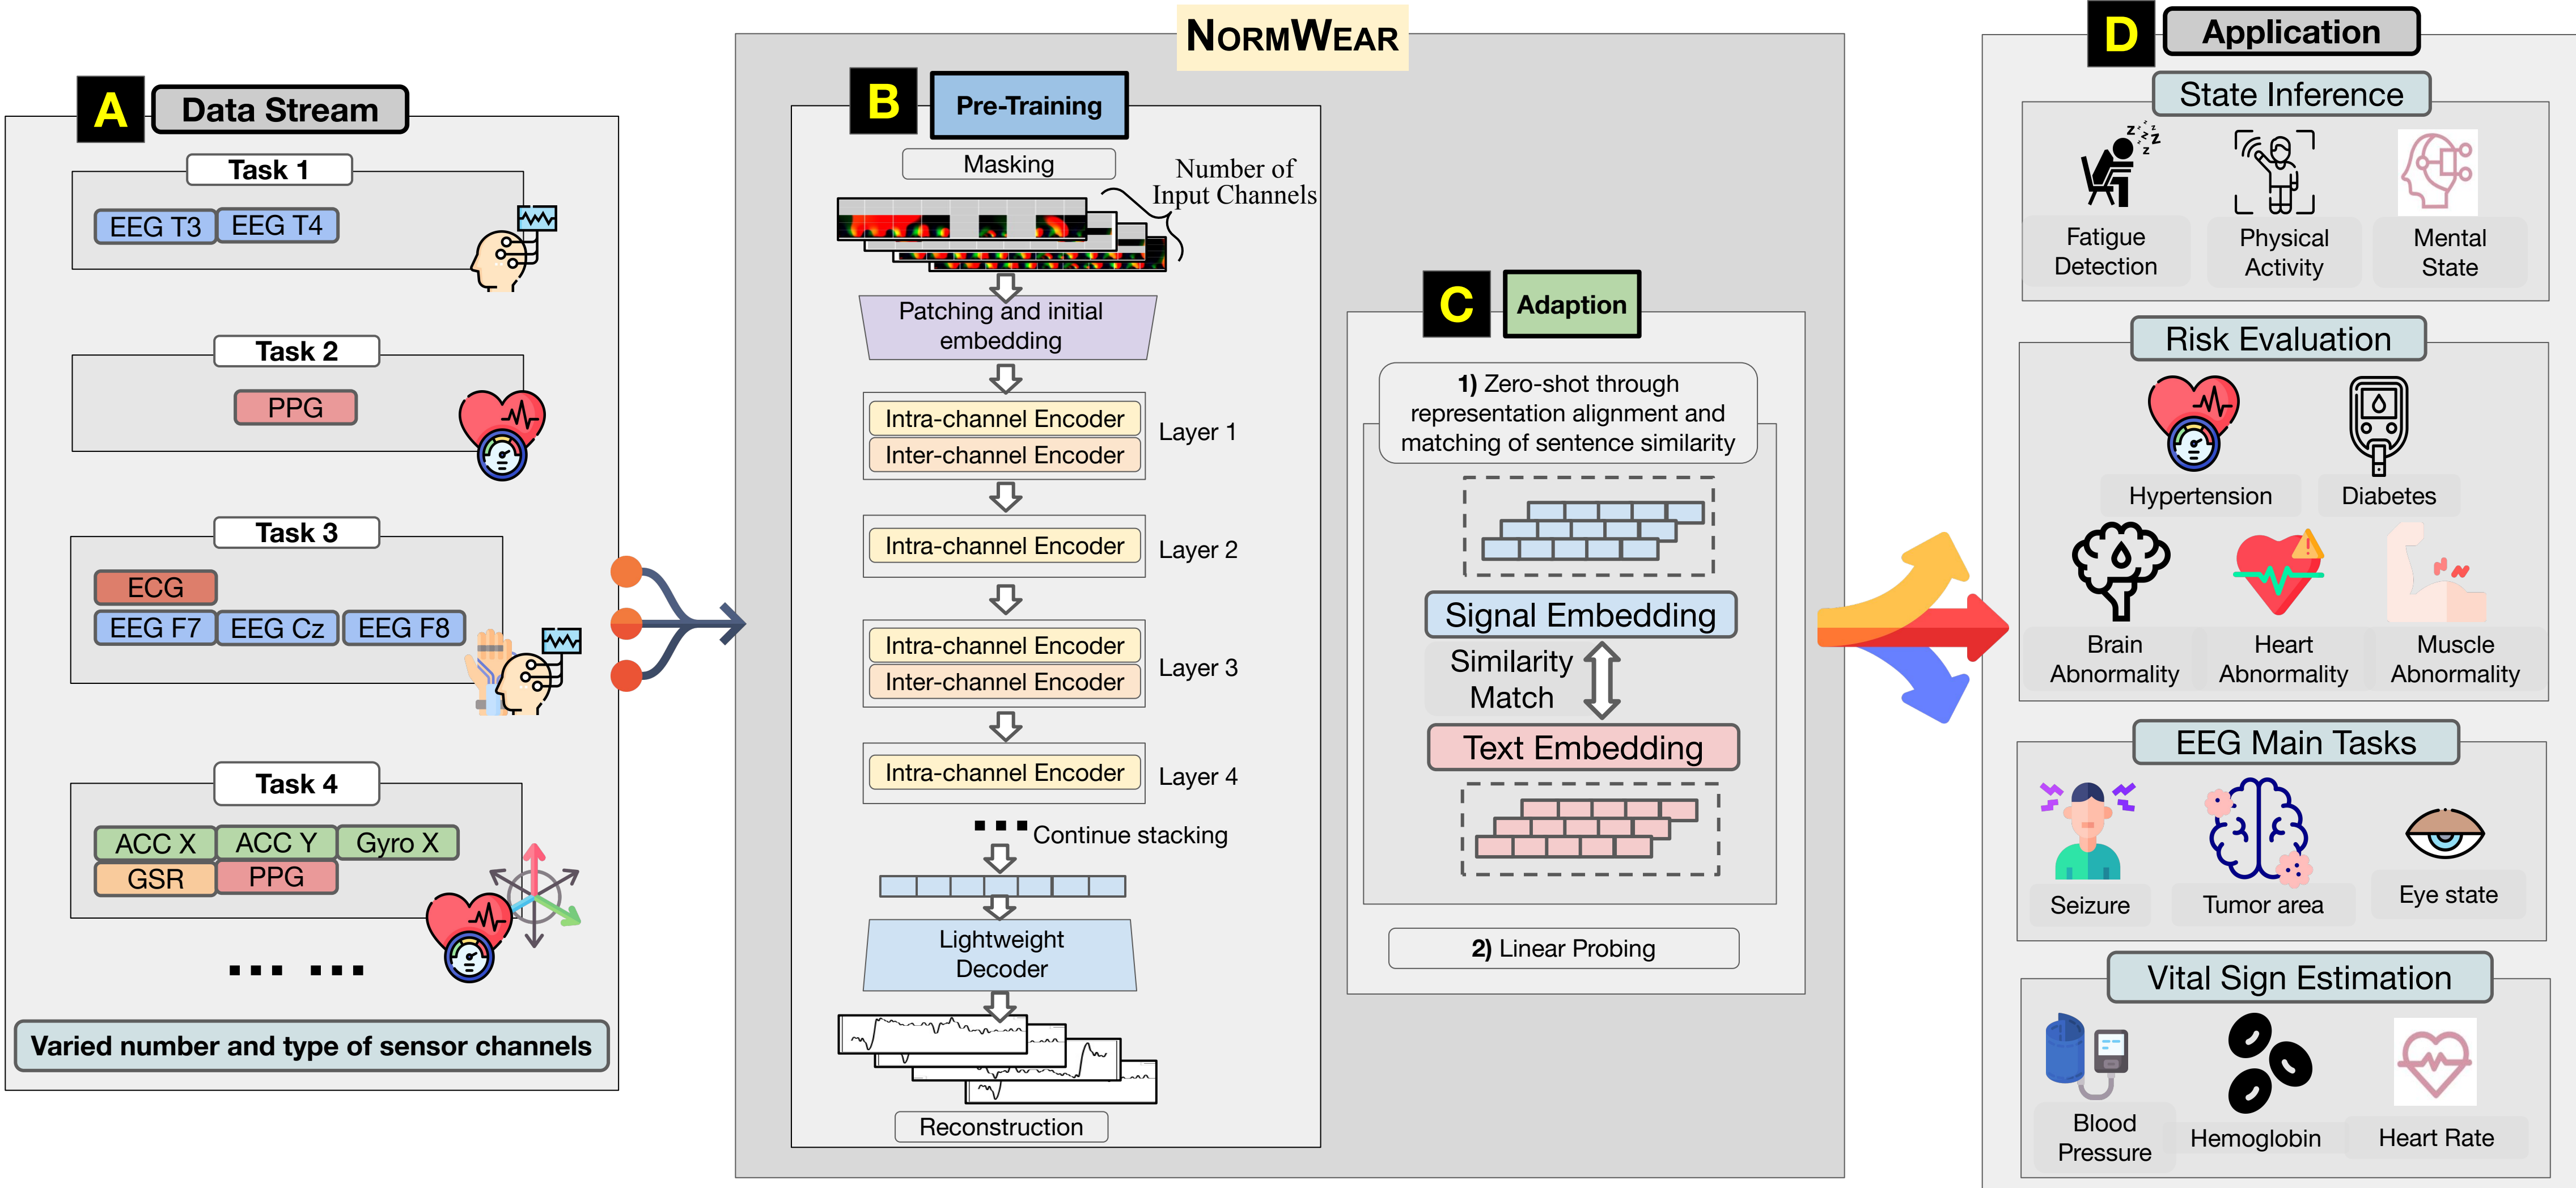 NORMWEAR
A
Data Stream
Task 1
EEG T3
EEG T4
Task 2
PPG
Task 3
ECG
EEG F7
EEG Cz
EEG F8
Task 4
ACC X
ACC Y
Gyro X
GSR
PPG
... ...
Varied number and type of sensor channels
B
Pre-Training
Masking
Number of
Input Channels
Patching and initial
embedding
Intra-channel Encoder
Inter-channel Encoder
Layer 1
Intra-channel Encoder
Layer 2
Intra-channel Encoder
Inter-channel Encoder
Layer 3
Intra-channel Encoder
Layer 4
... Continue stacking
Lightweight
Decoder
Reconstruction
C
Adaption
1) Zero-shot through
representation alignment and
matching of sentence similarity
Signal Embedding
Similarity
Match
Text Embedding
2) Linear Probing
D
Application
State Inference
z z z z z z
Fatigue
Detection
Physical
Activity
Mental
State
Risk Evaluation
Hypertension
Diabetes
Brain
Abnormality
Heart
Abnormality
Muscle
Abnormality
EEG Main Tasks
Seizure
Tumor area
Eye state
Vital Sign Estimation
Blood
Pressure
Hemoglobin
Heart Rate